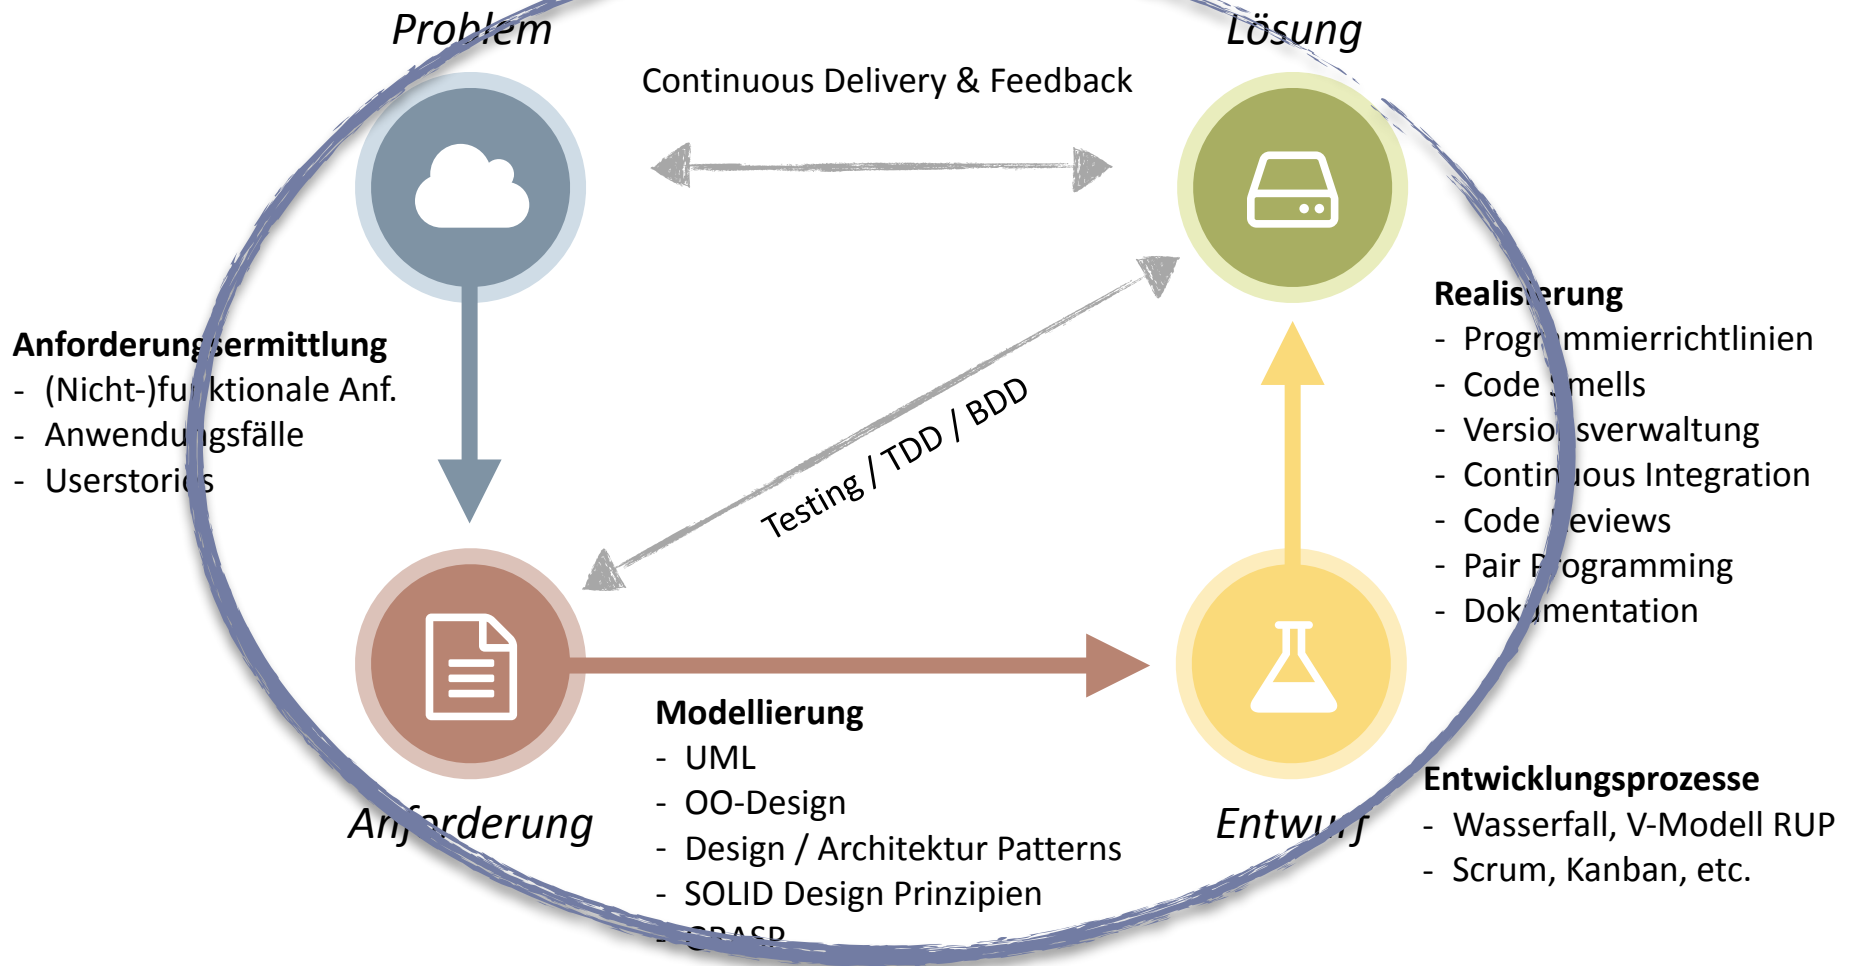 Problem
Lösung
Continuous Delivery & Feedback
Anforderungsermittlung
- (Nicht-)funktionale Anf.
- Anwendungsfälle
- Userstories
Testing / TDD / BDD
Realisierung
- Programmierrichtlinien
- Code Smells
- Versionsverwaltung
- Continuous Integration
- Code Reviews
- Pair Programming
- Dokumentation
Anforderung
Modellierung
- UML
- OO-Design
- Design / Architektur Patterns
- SOLID Design Prinzipien
- GRASP
Entwurf
Entwicklungsprozesse
- Wasserfall, V-Modell RUP
- Scrum, Kanban, etc.